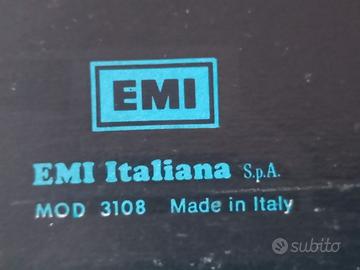 EMI
EMI Italiana S.p.A.
MOD 3108 Made in Italy
subito